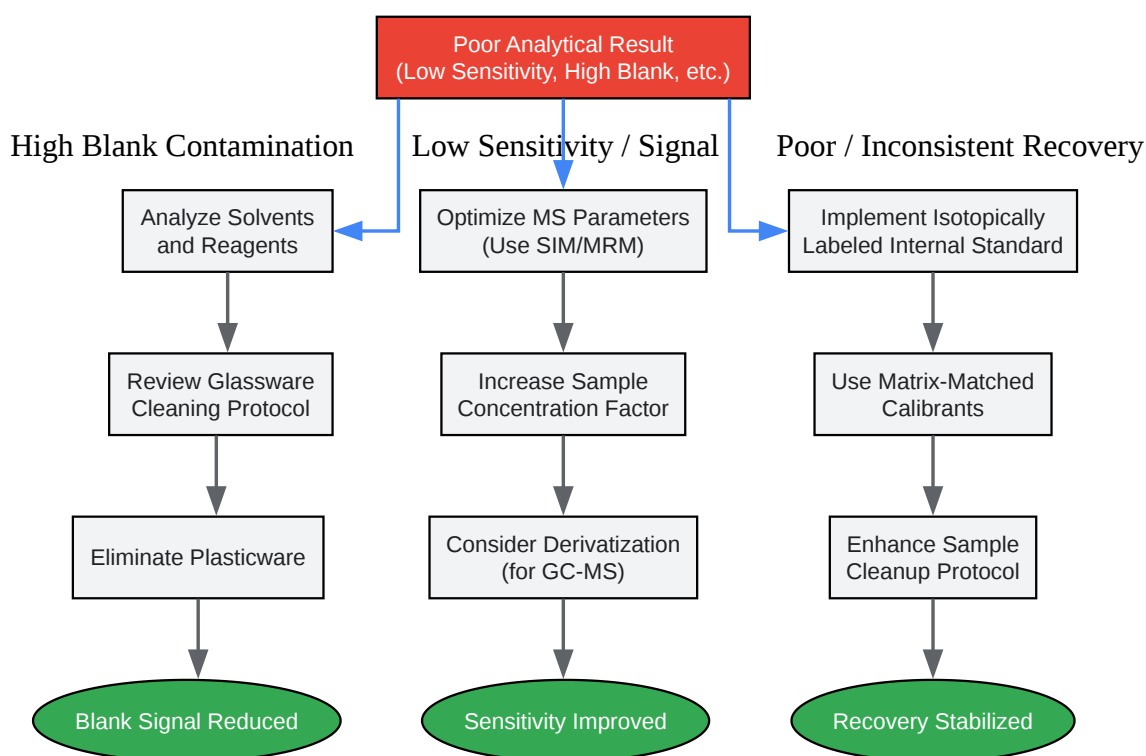 Poor Analytical Result
(Low Sensitivity, High Blank, etc.)
High Blank Contamination
Low Sensitivity / Signal
Poor / Inconsistent Recovery
Analyze Solvents
and Reagents
Optimize MS Parameters
(Use SIM/MRM)
Implement Isotopically
Labeled Internal Standard
Review Glassware
Cleaning Protocol
Increase Sample
Concentration Factor
Use Matrix-Matched
Calibrants
Eliminate Plasticware
Consider Derivatization
(for GC-MS)
Enhance Sample
Cleanup Protocol
Blank Signal Reduced
Sensitivity Improved
Recovery Stabilized